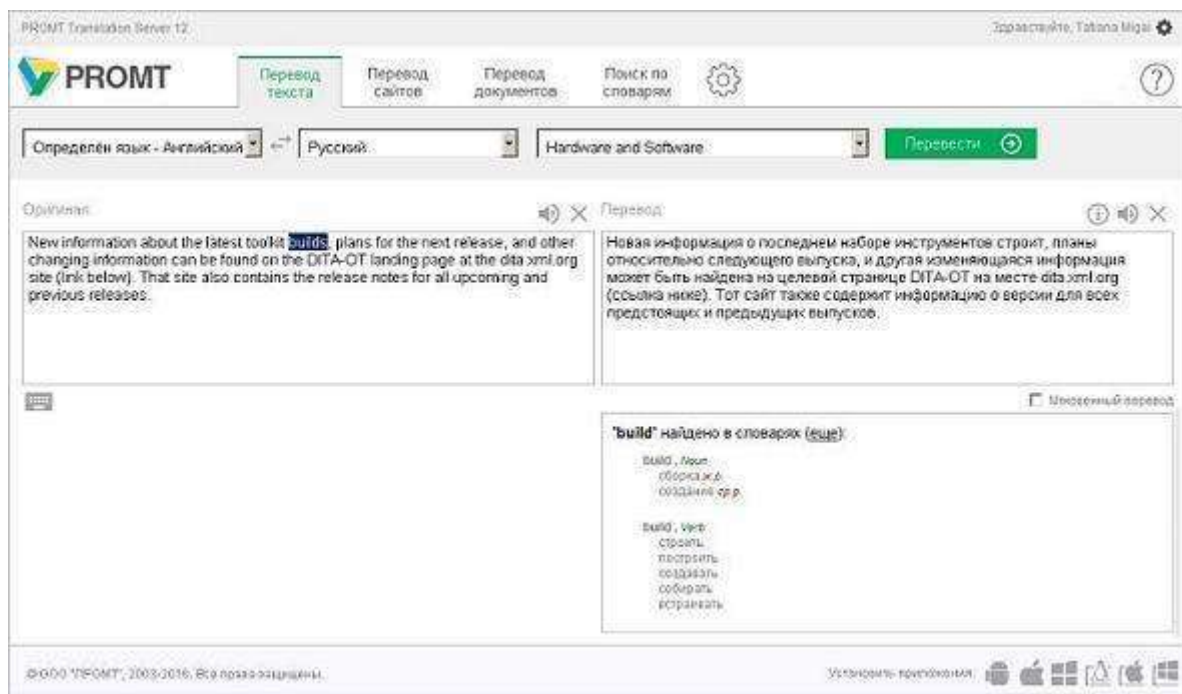 PROMT Translation Server 12
Здравствуйте, Tatiana Migal
PROMT
Перевод текста
Перевод сайтов
Перевод документов
Поиск по словарям
?
Определён язык - Английский
Русский
Hardware and Software
Перевести
Оригинал
Перевод
New information about the latest toolkit builds, plans for the next release, and other
changing information can be found on the DITA-OT landing page at the dita.xml.org
site (link below). That site also contains the release notes for all upcoming and
previous releases.
Новая информация о последнем наборе инструментов строит, планы
относительно следующего выпуска, и другая изменяющаяся информация
может быть найдена на целевой странице DITA-OT на месте dita.xml.org
(ссылка ниже). Тот сайт также содержит информацию о версии для всех
предстоящих и предыдущих выпусков.
Мгновенный перевод
"build" найдено в словарях (еще):
build , Noun
сборка ж.р.
создание ср.р.
build , Verb
строить
построить
создавать
собирать
встраивать
© ООО "ПРОМТ", 2003-2016. Все права защищены.
Установить приложения: